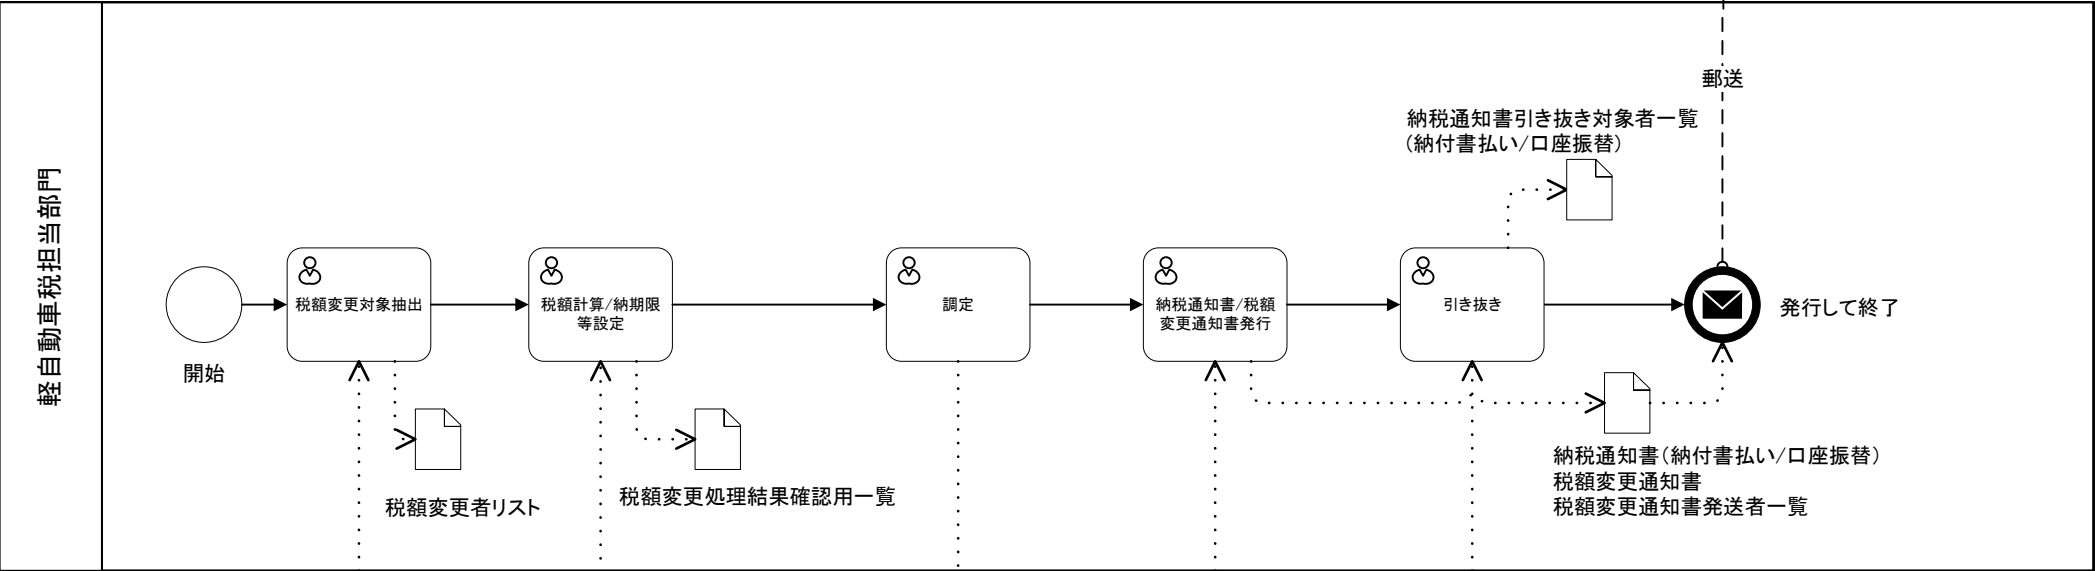 軽自動車税担当部門
郵送
納税通知書引き抜き対象者一覧
(納付書払い/口座振替)
開始
税額変更対象抽出
税額計算/納期限
等設定
調定
納税通知書/税額
変更通知書発行
引き抜き
発行して終了
税額変更者リスト
税額変更処理結果確認用一覧
納税通知書(納付書払い/口座振替)
税額変更通知書
税額変更通知書発送者一覧